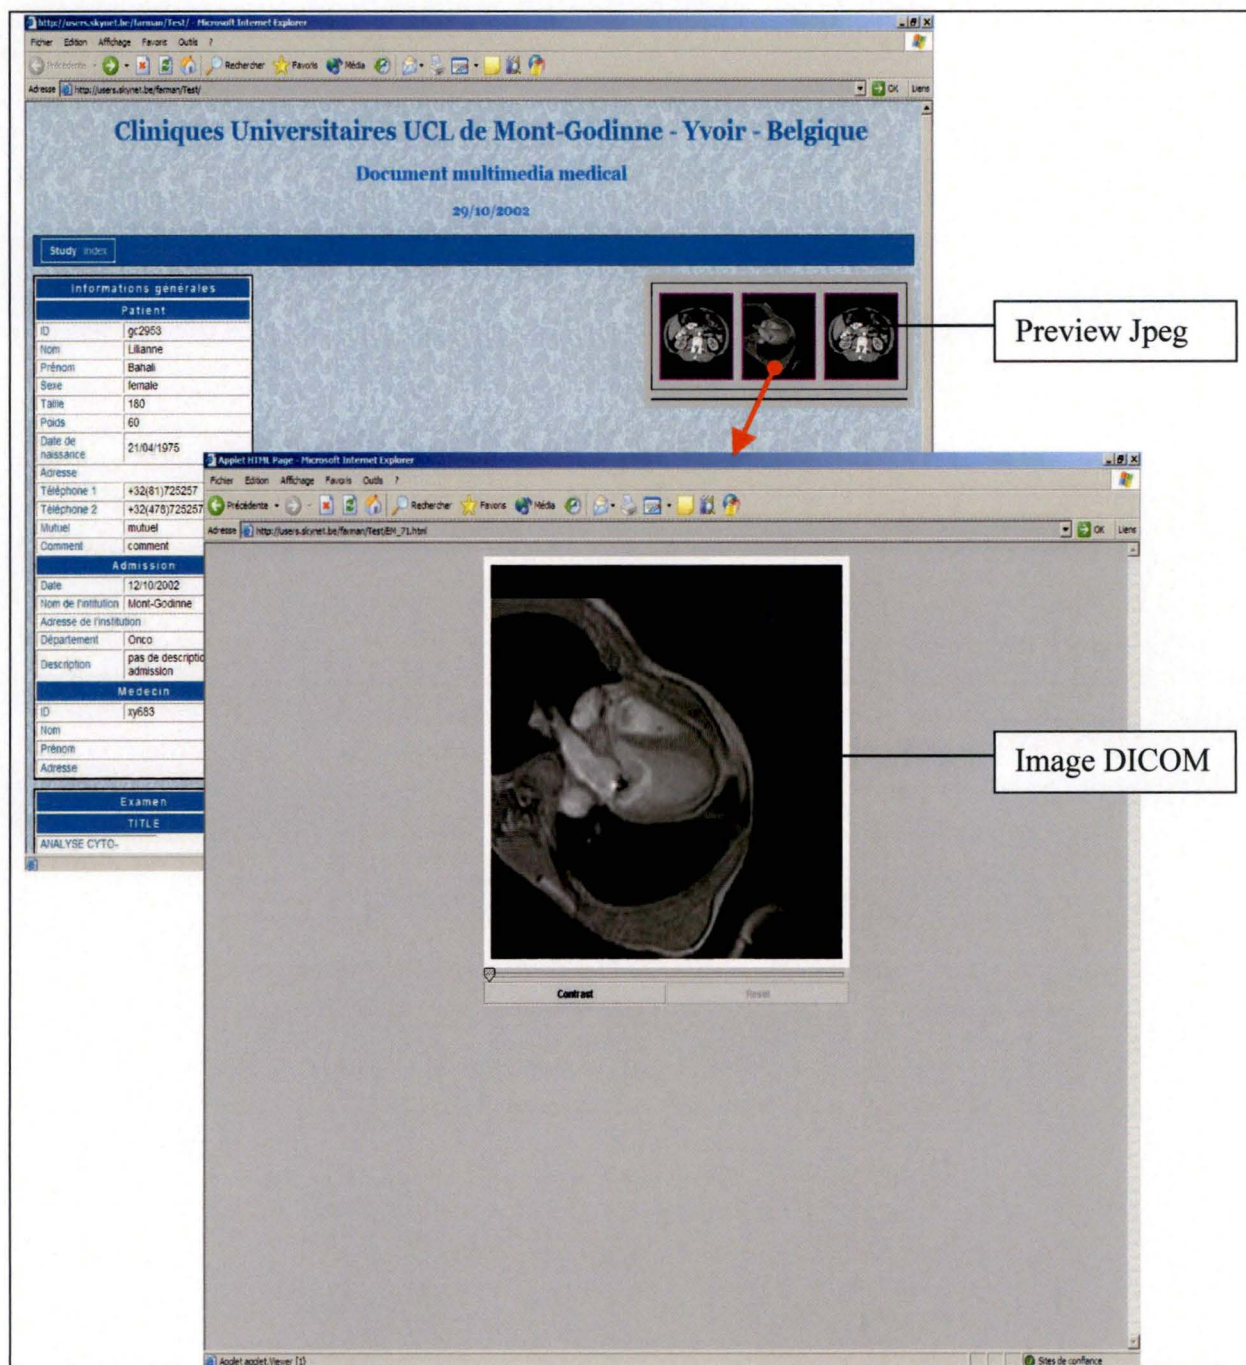 http://users.skynet.be/farman/Test/ - Microsoft Internet Explorer
Fichier Edition Affichage Favoris Outils ?
Précédente Rechercher Favoris Média
Adresse http://users.skynet.be/farman/Test/ OK Liens
Cliniques Universitaires UCL de Mont-Godinne - Yvoir - Belgique
Document multimedia medical
29/10/2002
Study Index
Informations générales
Patient
ID gc2953
Nom Lilianne
Prénom Bahali
Sexe female
Taille 180
Poids 60
Date de naissance 21/04/1975
Adresse
Téléphone 1 +32(81)725257
Téléphone 2 +32(478)725257
Mutuel mutuel
Comment comment
Admission
Date 12/10/2002
Nom de l'intitution Mont-Godinne
Adresse de l'institution
Département Onco
Description pas de descriptio
admission
Medecin
ID xy683
Nom
Prénom
Adresse
Examen
TITLE
ANALYSE CYTO-
Preview Jpeg
Applet HTML Page - Microsoft Internet Explorer
Fichier Edition Affichage Favoris Outils ?
Précédente Rechercher Favoris Média
Adresse http://users.skynet.be/farman/Test/EM_71.html OK Liens
Image DICOM
Contrast Reset
Applet applet.Viewer [1] Sites de confiance